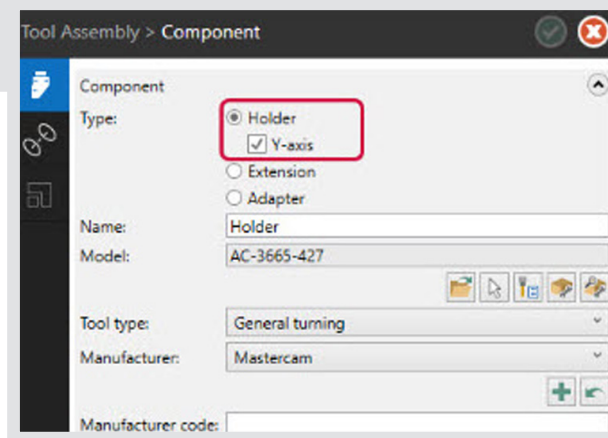 Tool Assembly > Component
Component
Type:
Holder
Y-axis
Extension
Adapter
Name:
Holder
Model:
AC-3665-427
Tool type:
General turning
Manufacturer:
Mastercam
Manufacturer code: